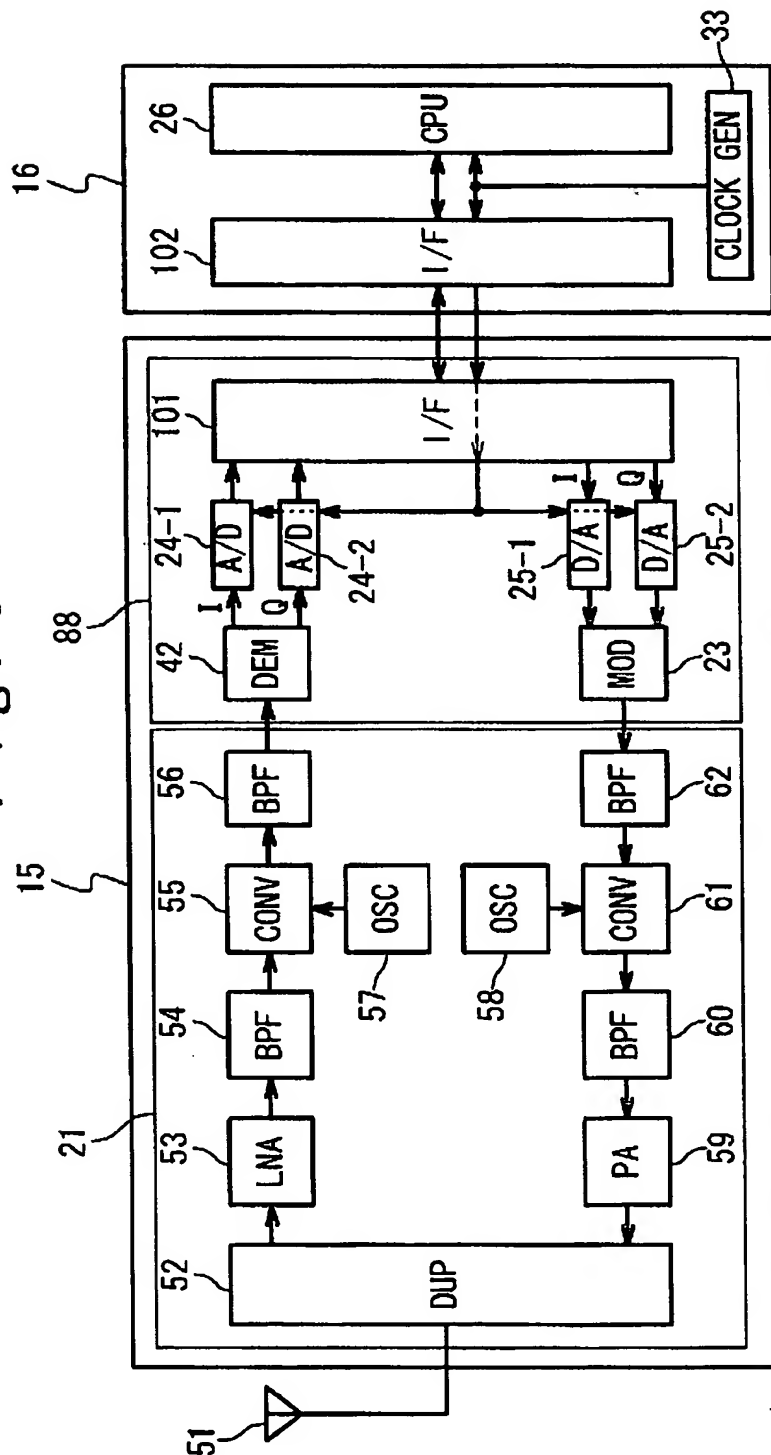 15
16
21
88
51
52
DUP
53
LNA
54
BPF
55
CONV
56
BPF
42
DEM
I
Q
24-1
A/D
A/D
24-2
101
I/F
102
I/F
26
CPU
OSC
57
OSC
58
PA
59
BPF
60
CONV
61
BPF
62
MOD
23
25-1
D/A
D/A
25-2
I
Q
CLOCK GEN
33